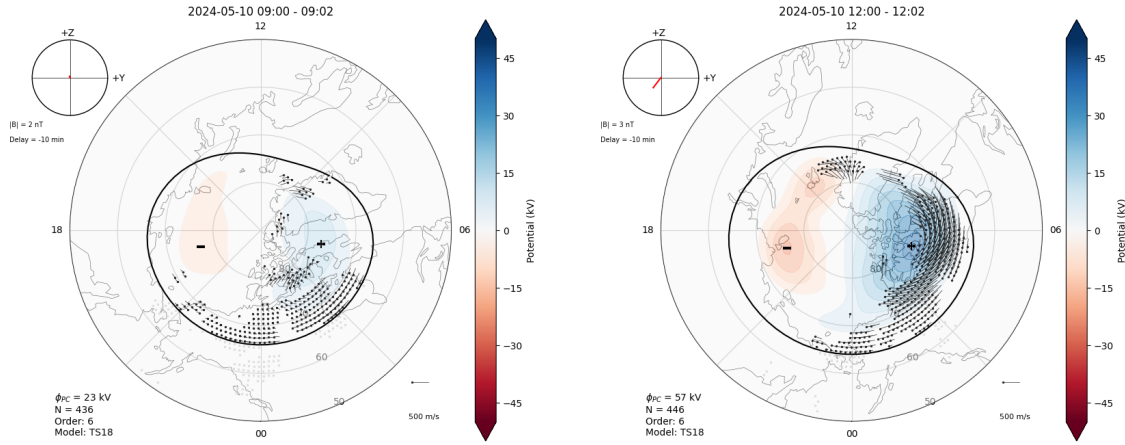 2024-05-10 09:00 - 09:02
12
+Z
+Y
|B| = 2 nT
Delay = -10 min
18
80
60
50
00
ϕPC = 23 kV
N = 436
Order: 6
Model: TS18
500 m/s
45
30
15
0
−15
−30
−45
Potential (kV)
2024-05-10 12:00 - 12:02
12
+Z
+Y
|B| = 3 nT
Delay = -10 min
18
06
80
60
50
00
ϕPC = 57 kV
N = 446
Order: 6
Model: TS18
500 m/s
45
30
15
0
−15
−30
−45
Potential (kV)
06